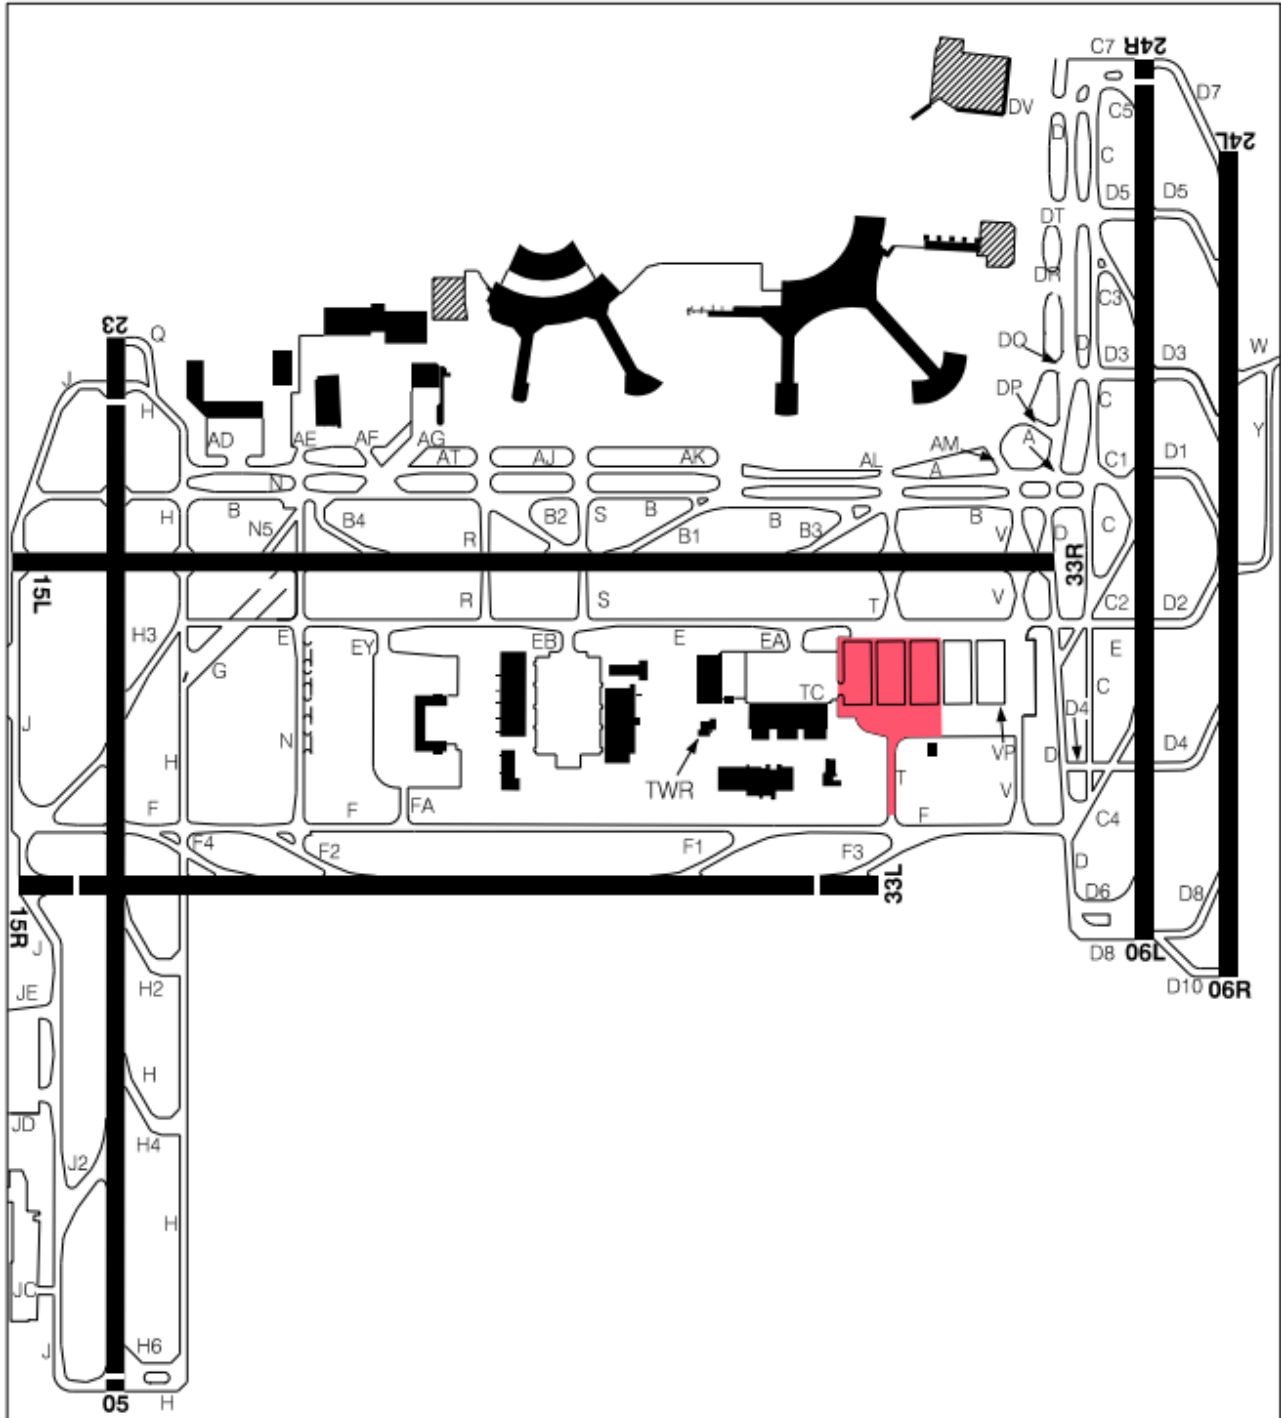 C7
24R
D7
DV
C5
D
C
24L
D5
D5
DT
DR
C3
23
Q
DQ
D
D3
D3
W
J
H
DP
C
Y
AD
AE
AF
AG
AT
AJ
AK
AL
AM
A
A
C1
D1
N
B
N5
H
B4
B2
S
B
B1
B
B3
B
V
D
C
R
33R
15L
R
S
T
V
C2
D2
H3
E
EY
EB
E
EA
E
G
TC
C
D4
J
N
H
VP
D
D4
TWR
T
V
F
F
FA
F
C4
F4
F2
F1
F3
D
33L
D6
D8
15R
J
D8
06L
JE
H2
D10
06R
H
JD
H4
J2
H
JC
H6
J
05
H